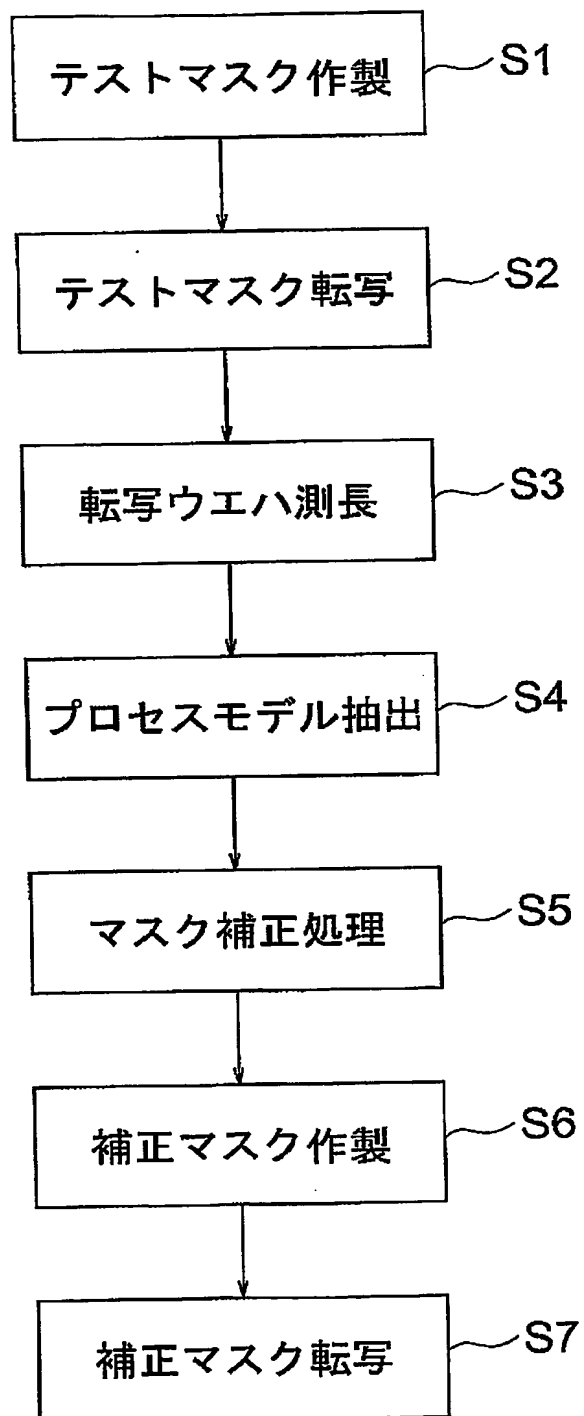 テストマスク作製 S1
テストマスク転写 S2
転写ウエハ測長 S3
プロセスモデル抽出 S4
マスク補正処理 S5
補正マスク作製 S6
補正マスク転写 S7